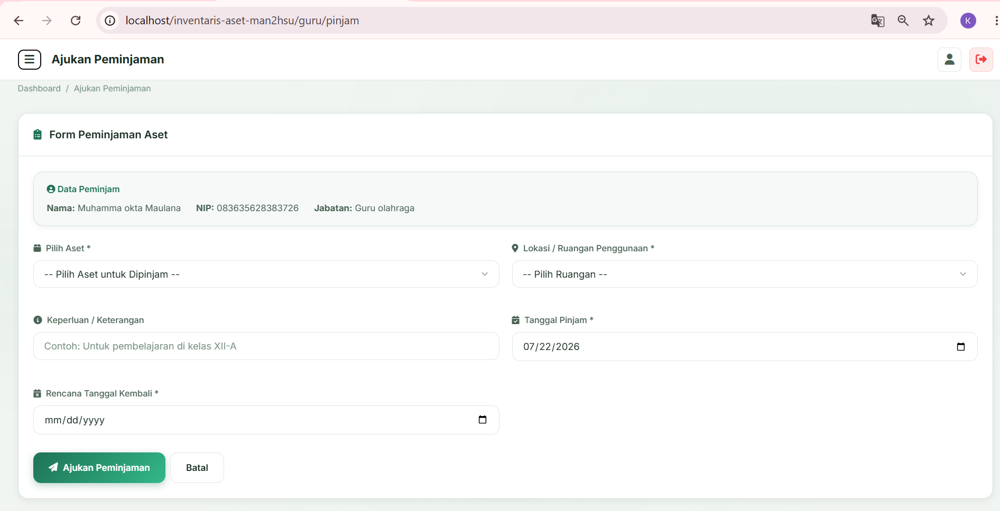 localhost/inventaris-aset-man2hsu/guru/pinjam
K
Ajukan Peminjaman
Dashboard / Ajukan Peminjaman
Form Peminjaman Aset
Data Peminjam
Nama: Muhamma okta Maulana NIP: 083635628383726 Jabatan: Guru olahraga
Pilih Aset *
-- Pilih Aset untuk Dipinjam --
Lokasi / Ruangan Penggunaan *
-- Pilih Ruangan --
Keperluan / Keterangan
Contoh: Untuk pembelajaran di kelas XII-A
Tanggal Pinjam *
07/22/2026
Rencana Tanggal Kembali *
mm/dd/yyyy
Ajukan Peminjaman
Batal